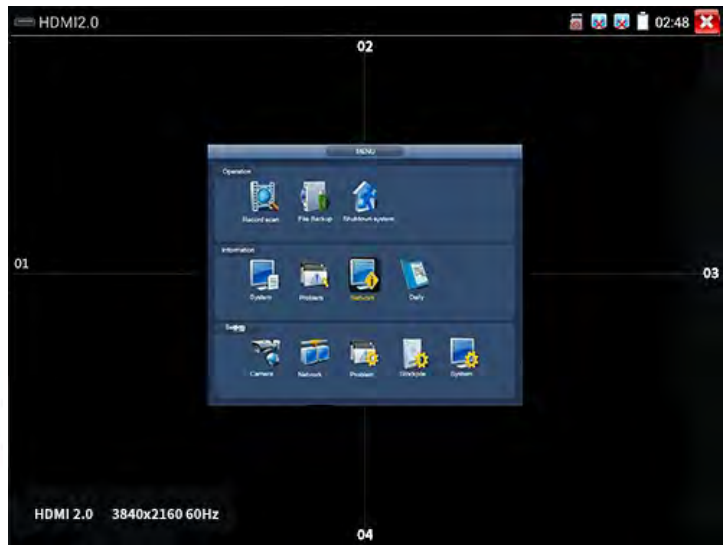 HDMI2.0 02:48
02
MENU
Operation
Record scan File Backup Shutdown system
01
03
Information
System Problem Network Daily
Camera Network Problem Stockpile System
HDMI 2.0 3840x2160 60Hz
04